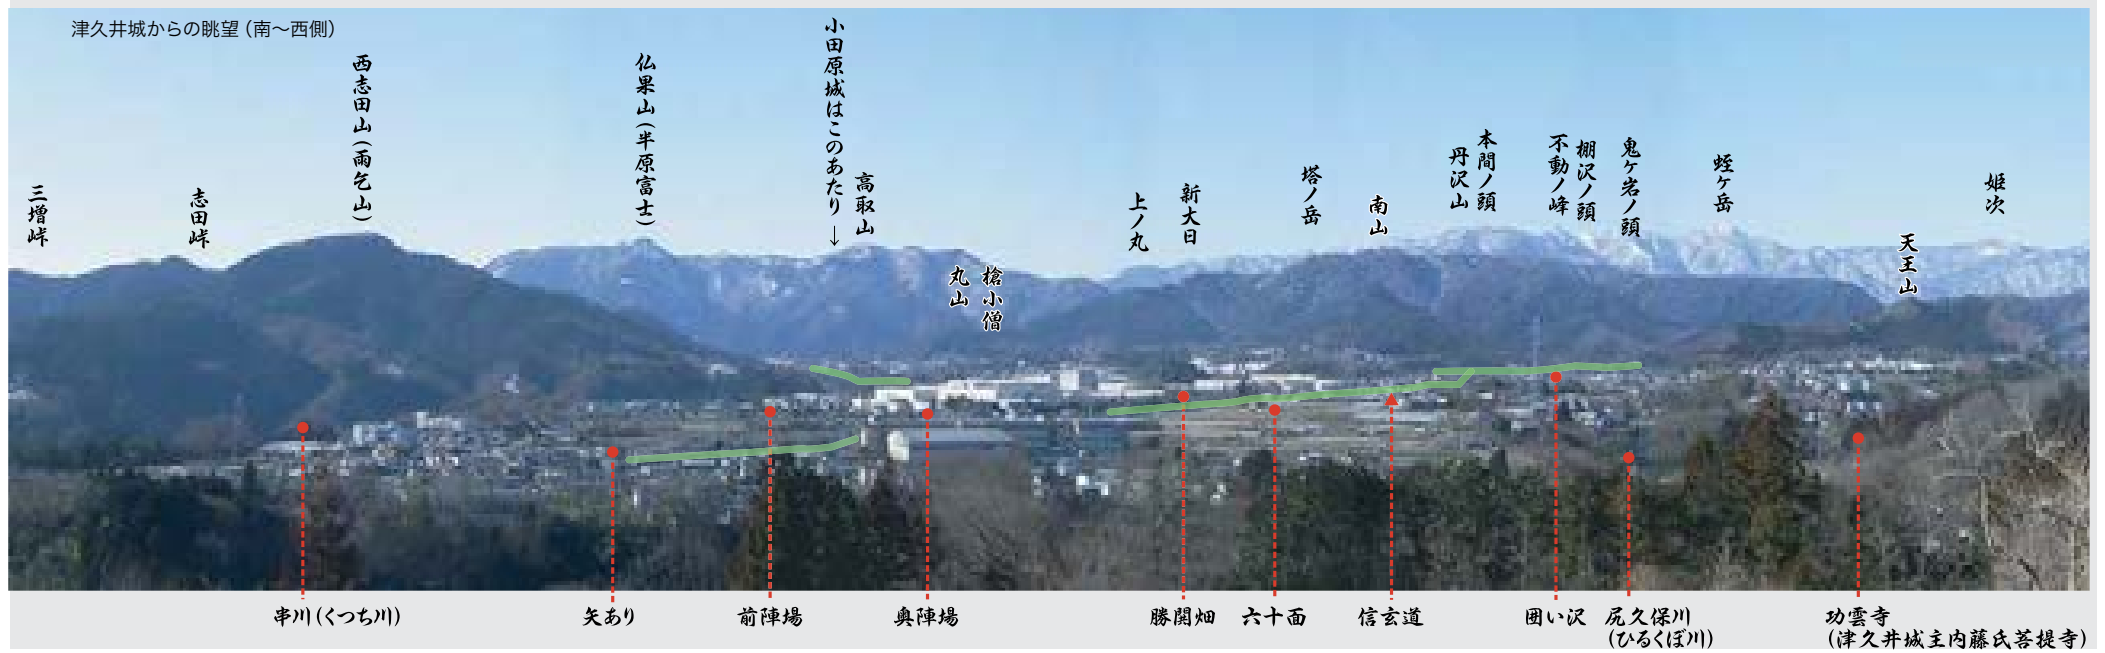 津久井城からの眺望（南〜西側）
三増峠
志田峠
西志田山（雨乞山）
仏果山（半原富士）
小田原城はこのあたり→
高取山
丸山
槍小僧
上ノ丸
新大日
塔ノ岳
南山
丹沢山
本間ノ頭
不動ノ峰
棚沢ノ頭
鬼ケ岩ノ頭
蛭ケ岳
天王山
姫次
串川（くつち川）
矢あり
前陣場
奥陣場
勝開畑
六十面
信玄道
囲い沢
尻久保川
（ひるくぼ川）
功雲寺
（津久井城主内藤氏菩提寺）